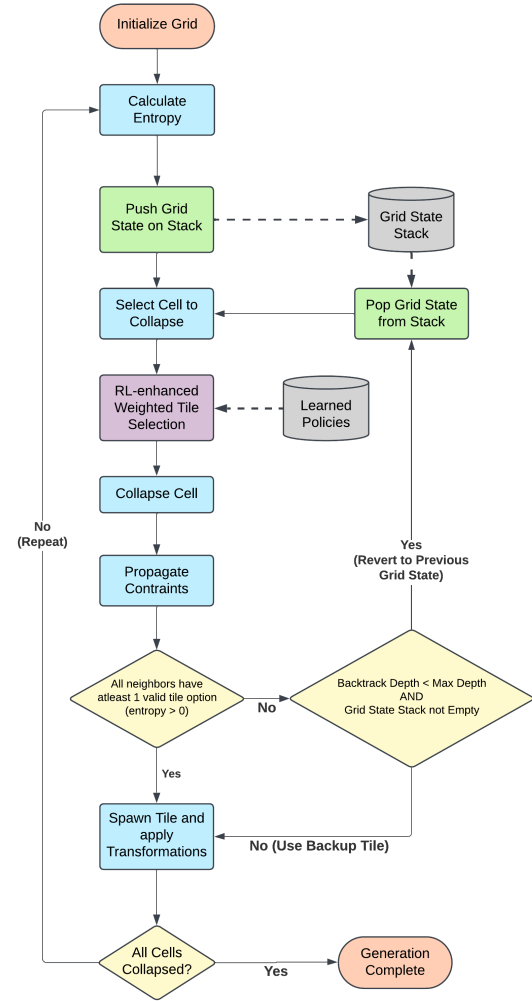 Initialize Grid
Calculate
Entropy
Push Grid
State on Stack
Grid State
Stack
Select Cell to
Collapse
Pop Grid State
from Stack
RL-enhanced
Weighted Tile
Selection
Learned
Policies
Collapse Cell
No
(Repeat)
Yes
(Revert to Previous
Grid State)
Propagate
Contraints
All neighbors have
atleast 1 valid tile option
(entropy > 0)
No
Backtrack Depth < Max Depth
AND
Grid State Stack not Empty
Yes
Spawn Tile and
apply
Transformations
No (Use Backup Tile)
All Cells
Collapsed?
Yes
Generation
Complete